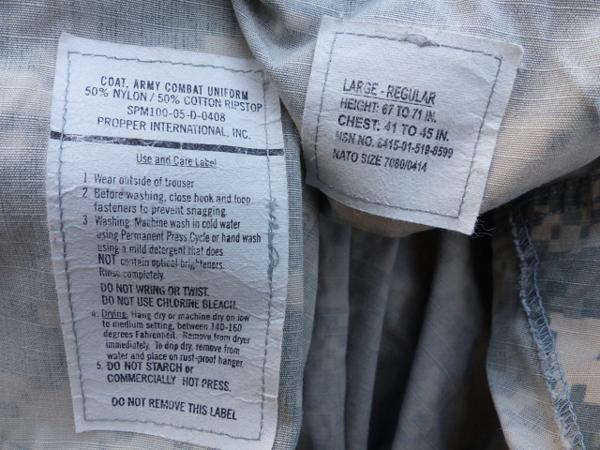 COAT, ARMY COMBAT UNIFORM
50% NYLON / 50% COTTON RIPSTOP
SPM100-05-D-0408
PROPPER INTERNATIONAL, INC.
Use and Care Label
1. Wear outside of trouser
2. Before washing, close hook and loop
fasteners to prevent snagging.
3. Washing: Machine wash in cold water
using Permanent Press Cycle or hand wash
using a mild detergent that does
NOT contain optical brighteners.
Rinse completely.
DO NOT WRING OR TWIST.
DO NOT USE CHLORINE BLEACH.
4. Drying: Hang dry or machine dry on low
to medium setting, between 140-160
degrees Fahrenheit. Remove from dryer
immediately. To drip dry, remove from
water and place on rust-proof hanger
5. DO NOT STARCH or
COMMERCIALLY HOT PRESS.
DO NOT REMOVE THIS LABEL
LARGE - REGULAR
HEIGHT: 67 TO 71 IN.
CHEST: 41 TO 45 IN.
NSN NO. 8415-01-519-8599
NATO SIZE 7080/0414